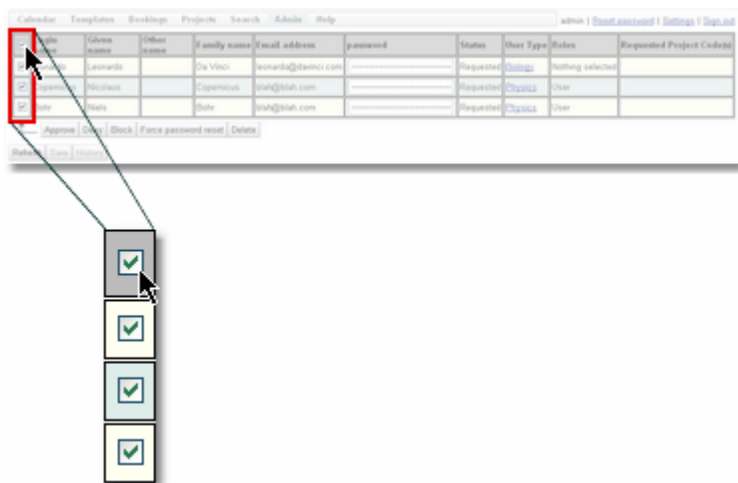 Calendar Templates Bookings Projects Search Admin Help admin | Reset password | Settings | Sign out
name Given name Other name Family name Email address password Status User Type Roles Requested Project Code(s)
Leonardo Da Vinci leonardo@davinci.com Requested Biology Nothing selected
Copernicus Nicolaus Copernicus blah@blah.com Requested Physics User
Bohr Niels Bohr blah@blah.com Requested Physics User
Approve Deny Block Force password reset Delete
Refresh Save History